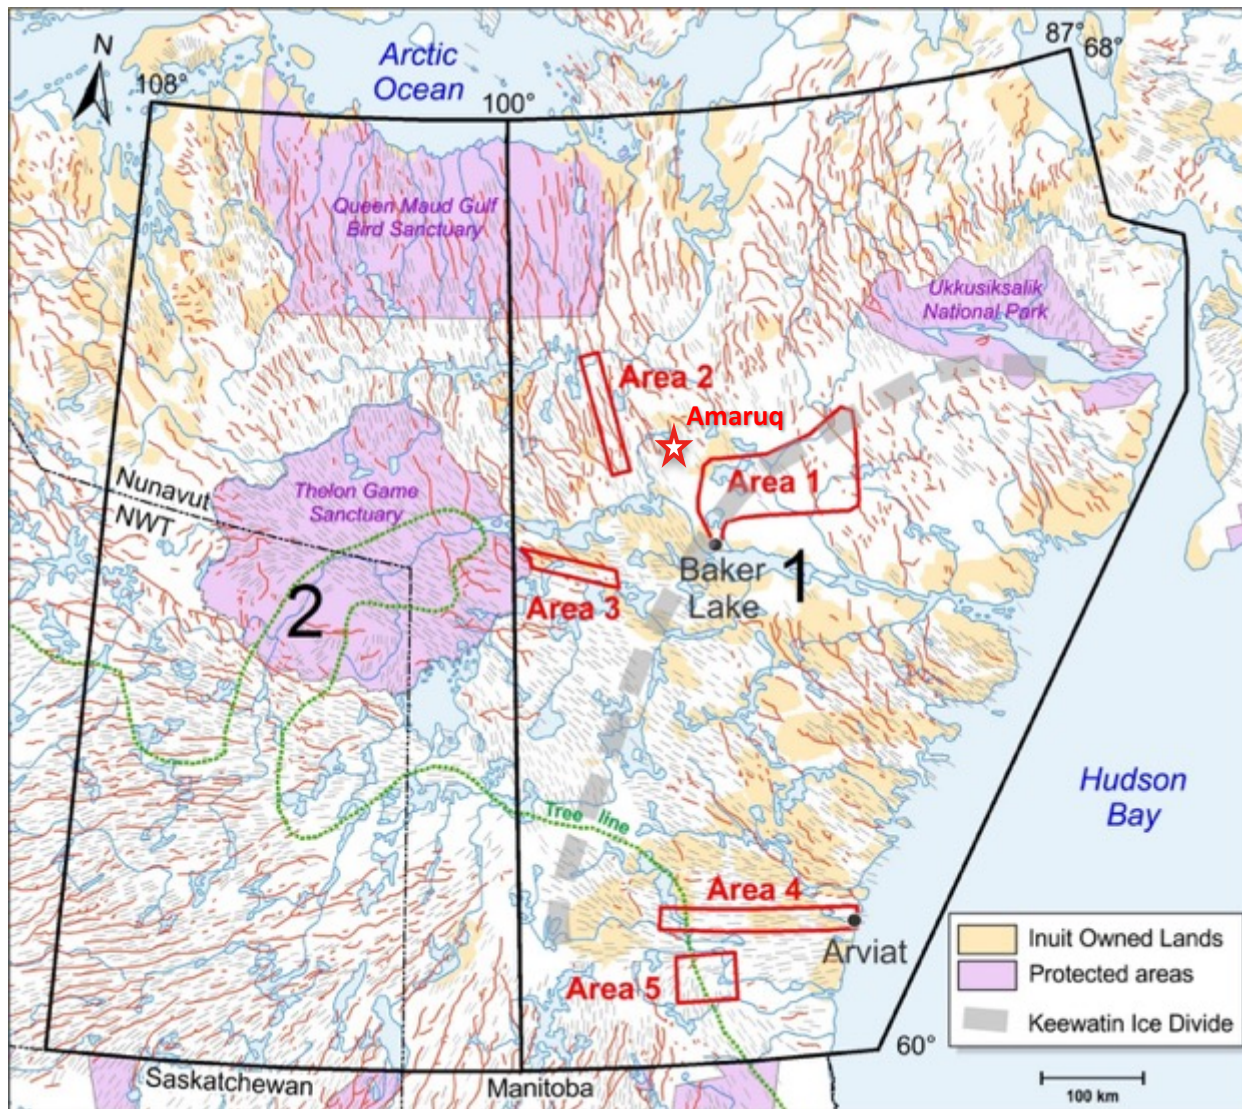 N
108°
Arctic
Ocean
100°
87°
68°
Queen Maud Gulf
Bird Sanctuary
Ukkusiksalik
National Park
Area 2
Amaruq
Area 1
Nunavut
NWT
Thelon Game
Sanctuary
Baker
Lake
1
Area 3
2
Hudson
Bay
Tree line
Area 4
Arviat
Area 5
Inuit Owned Lands
Protected areas
Keewatin Ice Divide
60°
Saskatchewan
Manitoba
100 km